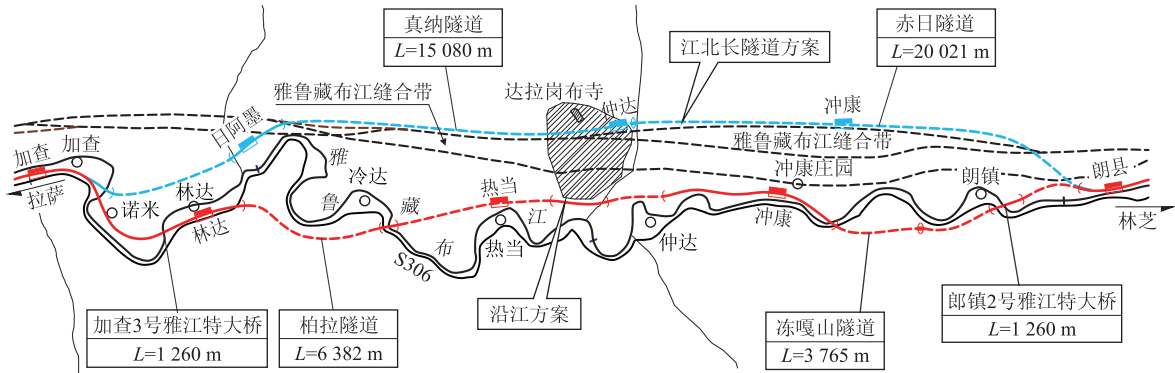 真纳隧道
L=15 080 m
江北长隧道方案
赤日隧道
L=20 021 m
雅鲁藏布江缝合带
达拉岗布寺
仲达
冲康
雅鲁藏布江缝合带
加查
加查
拉萨
日阿墨
诺米
林达
林达
雅
鲁
藏
布
江
冷达
热当
热当
S306
仲达
冲康庄园
冲康
朗镇
朗县
林芝
加查3号雅江特大桥
L=1 260 m
柏拉隧道
L=6 382 m
沿江方案
冻嘎山隧道
L=3 765 m
郎镇2号雅江特大桥
L=1 260 m